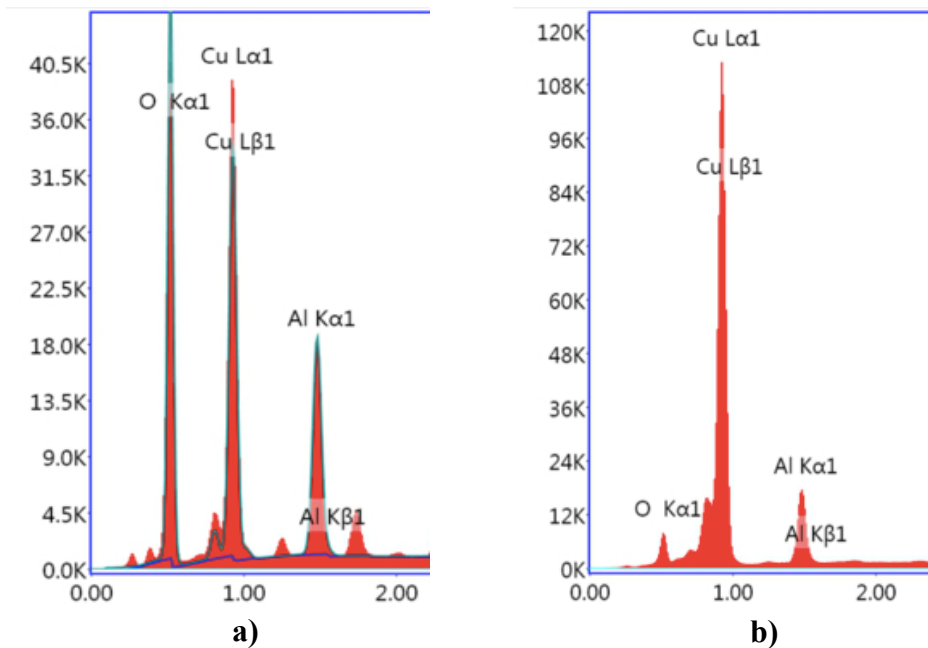 40.5K
36.0K
31.5K
27.0K
22.5K
18.0K
13.5K
9.0K
4.5K
0.0K
0.00
1.00
2.00
O Kα1
Cu Lα1
Cu Lβ1
Al Kα1
Al Kβ1
a)
120K
108K
96K
84K
72K
60K
48K
36K
24K
12K
0K
0.00
1.00
2.00
Cu Lα1
Cu Lβ1
O Kα1
Al Kα1
Al Kβ1
b)